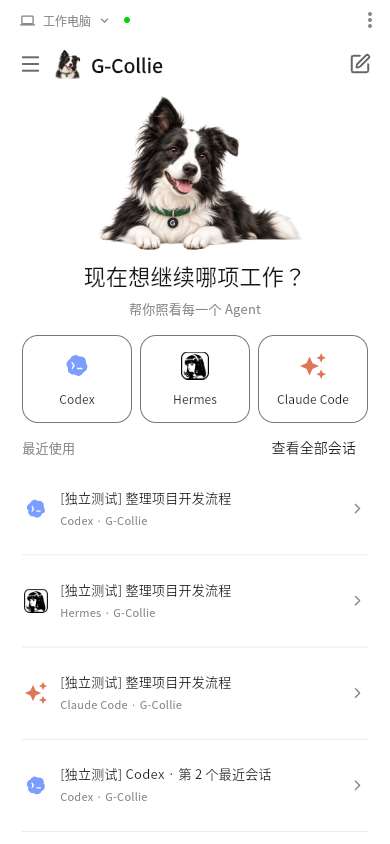 工作电脑
G-Collie
G
现在想继续哪项工作？
帮你照看每一个 Agent
Codex
Hermes
Claude Code
最近使用
查看全部会话
[独立测试] 整理项目开发流程
Codex · G-Collie
[独立测试] 整理项目开发流程
Hermes · G-Collie
[独立测试] 整理项目开发流程
Claude Code · G-Collie
[独立测试] Codex · 第 2 个最近会话
Codex · G-Collie